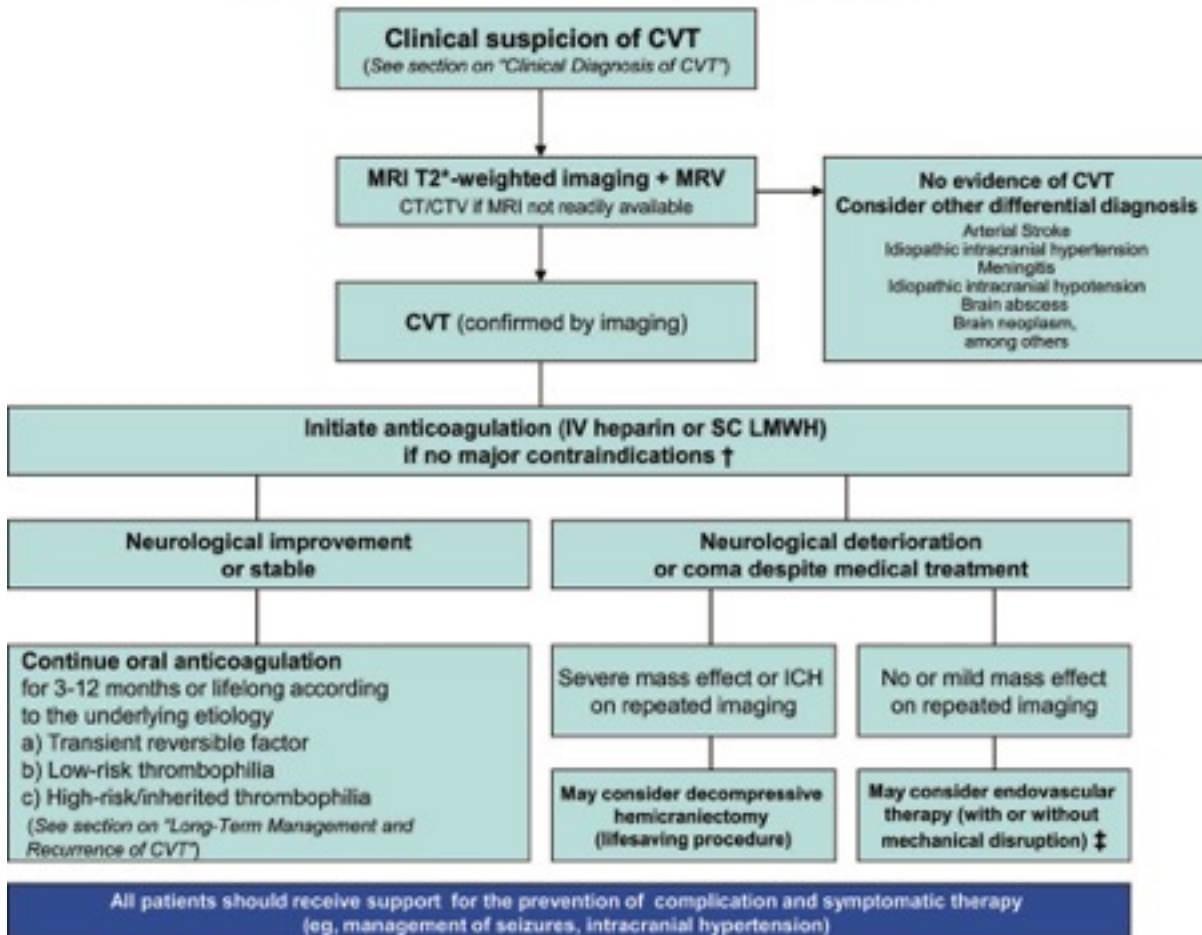 Clinical suspicion of CVT
(See section on "Clinical Diagnosis of CVT")
MRI T2*-weighted imaging + MRV
CT/CTV if MRI not readily available
No evidence of CVT
Consider other differential diagnosis
Arterial Stroke
Idiopathic intracranial hypertension
Meningitis
Idiopathic intracranial hypotension
Brain abscess
Brain neoplasm,
among others
CVT (confirmed by imaging)
Initiate anticoagulation (IV heparin or SC LMWH)
if no major contraindications †
Neurological improvement
or stable
Neurological deterioration
or coma despite medical treatment
Continue oral anticoagulation
for 3-12 months or lifelong according
to the underlying etiology
a) Transient reversible factor
b) Low-risk thrombophilia
c) High-risk/inherited thrombophilia
(See section on "Long-Term Management and
Recurrence of CVT")
Severe mass effect or ICH
on repeated imaging
No or mild mass effect
on repeated imaging
May consider decompressive
hemicraniectomy
(lifesaving procedure)
May consider endovascular
therapy (with or without
mechanical disruption) ‡
All patients should receive support for the prevention of complication and symptomatic therapy
(eg, management of seizures, intracranial hypertension)